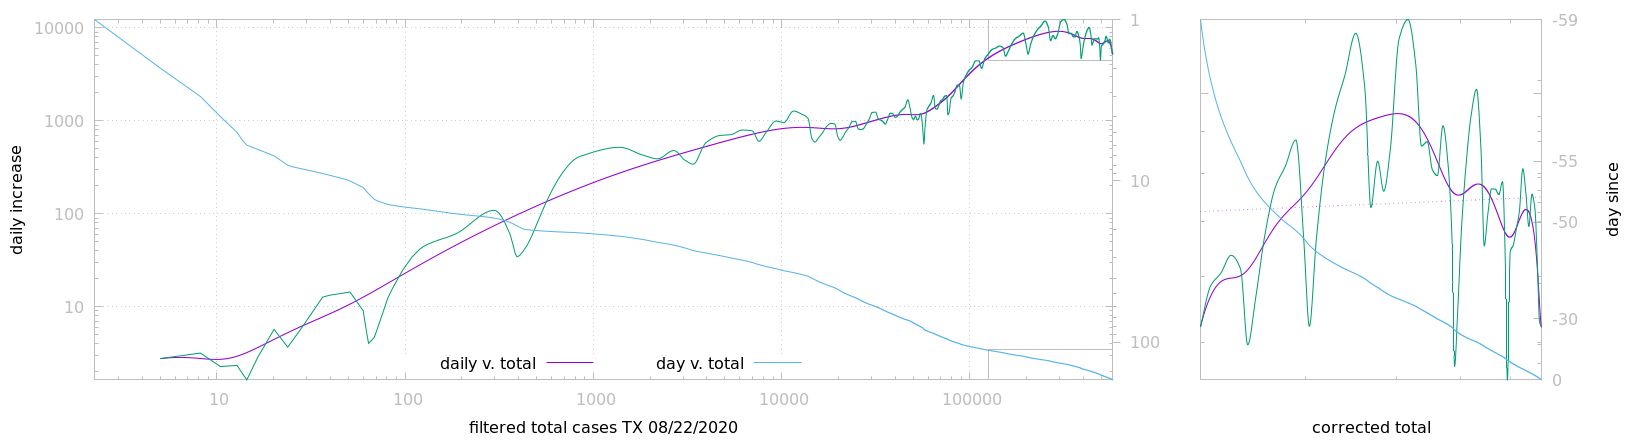 10000
1000
100
10
daily increase
10
100
1000
10000
100000
1
10
100
daily v. total
day v. total
filtered total cases TX 08/22/2020
-59
-55
-50
-30
0
day since
corrected total